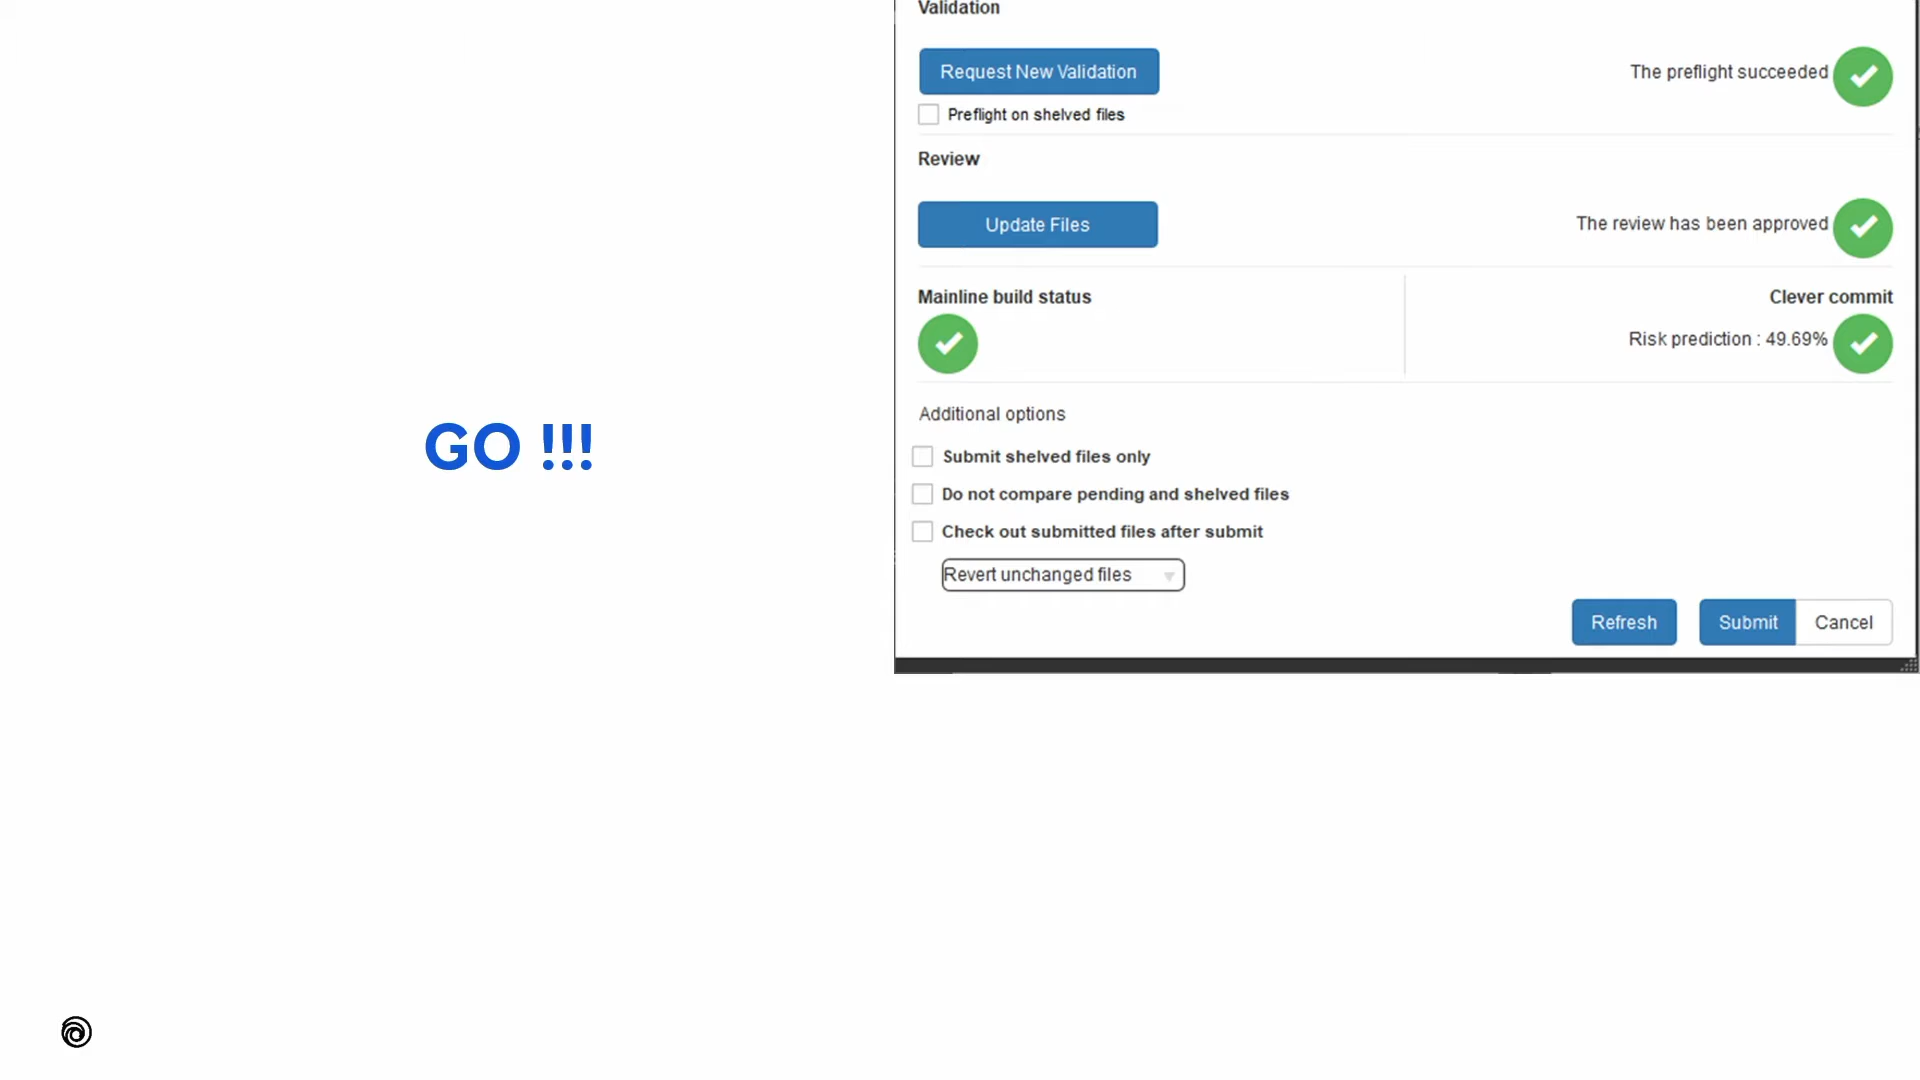 GO !!!
Validation
Request New Validation
The preflight succeeded
Preflight on shelved files
Review
Update Files
The review has been approved
Mainline build status
Clever commit
Risk prediction : 49.69%
Additional options
Submit shelved files only
Do not compare pending and shelved files
Check out submitted files after submit
Revert unchanged files
Refresh
Submit
Cancel